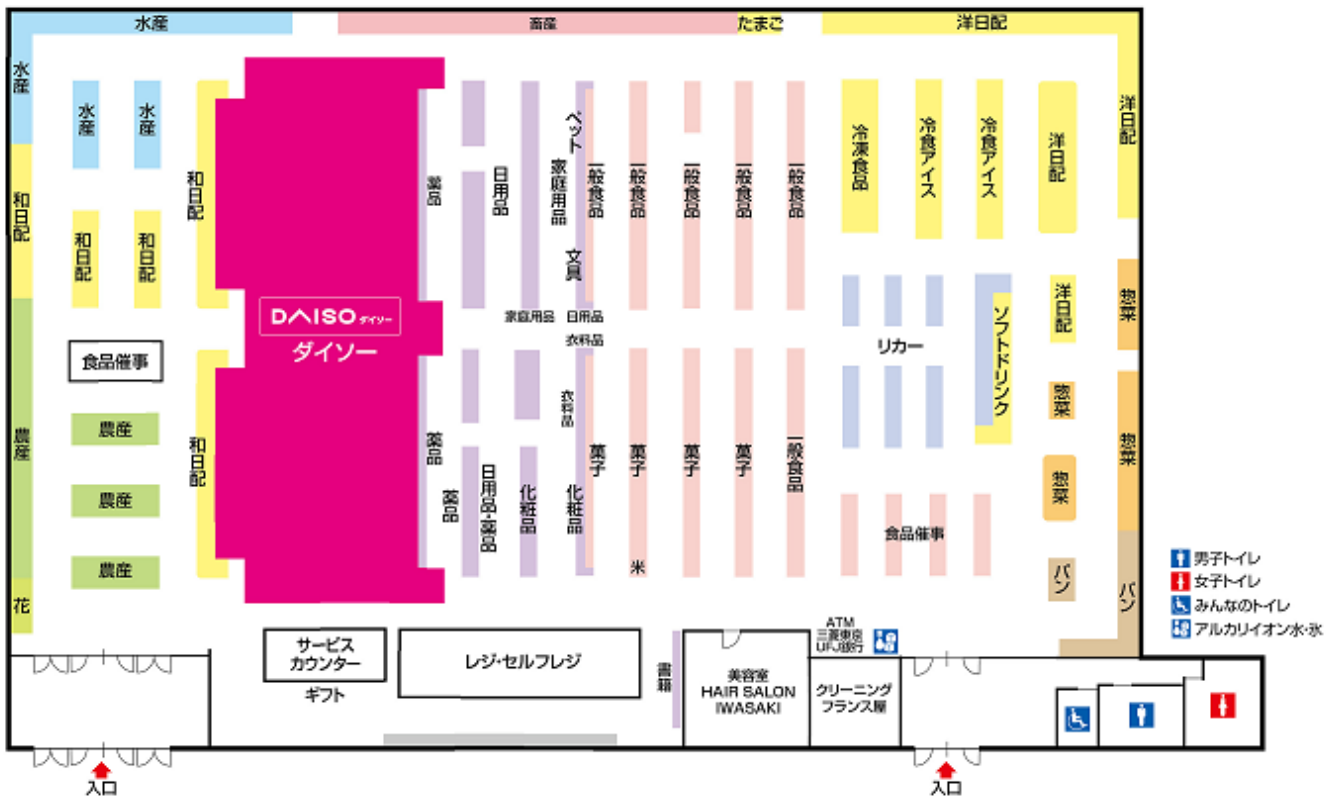 水産
畜産
たまご
洋日配
水産
水産
水産
和日配
薬品
日用品
ペット
家庭用品
文具
一般食品
一般食品
一般食品
一般食品
一般食品
冷凍食品
冷食アイス
冷食アイス
洋日配
洋日配
和日配
和日配
和日配
DAISO ダイソー
ダイソー
家庭用品
日用品
衣料品
リカー
ソフトドリンク
洋日配
惣菜
食品催事
農産
農産
農産
農産
和日配
薬品
薬品
日用品・薬品
化粧品
衣料品
化粧品
菓子
菓子
米
菓子
菓子
一般食品
食品催事
惣菜
惣菜
惣菜
パン
パン
花
男子トイレ
女子トイレ
みんなのトイレ
アルカリイオン水・氷
サービス
カウンター
ギフト
レジ・セルフレジ
書籍
美容室
HAIR SALON
IWASAKI
ATM
三菱東京
UFJ銀行
クリーニング
フランス屋
入口
入口